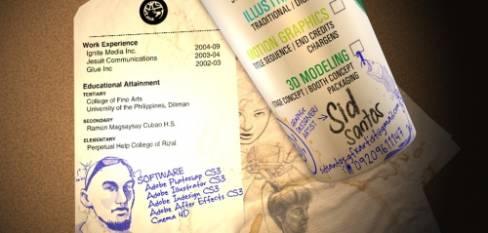 Work Experience
Ignite Media Inc. 2004-09
Jesuit Communications 2003-04
Glue Inc 2002-03
Educational Attainment
TERTIARY
College of Fine Arts
University of the Philippines, Diliman
SECONDARY
Ramon Magsaysay Cubao H.S.
ELEMENTARY
Perpetual Help College of Rizal
SOFTWARE
Adobe Photoshop CS3
Adobe Illustrator CS3
Adobe Indesign CS3
Adobe After Effects CS3
Cinema 4D
TRADITIONAL /
MOTION GRAPHICS
TITLE SEQUENCE / END CREDITS
CHARGENS
3D MODELING
CONCEPT / BOOTH CONCEPT
PACKAGING
Sid
Santos